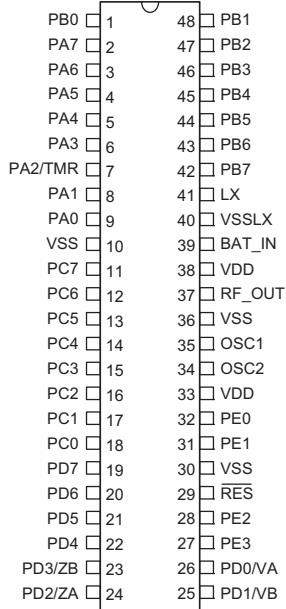 PB0 1 48 PB1
PA7 2 47 PB2
PA6 3 46 PB3
PA5 4 45 PB4
PA4 5 44 PB5
PA3 6 43 PB6
PA2/TMR 7 42 PB7
PA1 8 41 LX
PA0 9 40 VSSLX
VSS 10 39 BAT_IN
PC7 11 38 VDD
PC6 12 37 RF_OUT
PC5 13 36 VSS
PC4 14 35 OSC1
PC3 15 34 OSC2
PC2 16 33 VDD
PC1 17 32 PE0
PC0 18 31 PE1
PD7 19 30 VSS
PD6 20 29 R̅E̅S̅
PD5 21 28 PE2
PD4 22 27 PE3
PD3/ZB 23 26 PD0/VA
PD2/ZA 24 25 PD1/VB